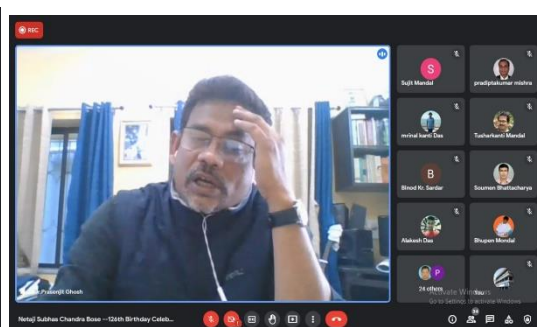 REC
S
Sujit Mandal
pradiptakumar mishra
mrinal kanti Das
Tusharkanti Mandal
B
Binod Kr. Sardar
Soumen Bhattacharya
Alakesh Das
Bhupen Mondal
P
24 others
You
Activate Windows
Go to Settings to activate Windows.
Prasenjit Ghosh
Netaji Subhas Chandra Bose --126th Birthday Celeb...